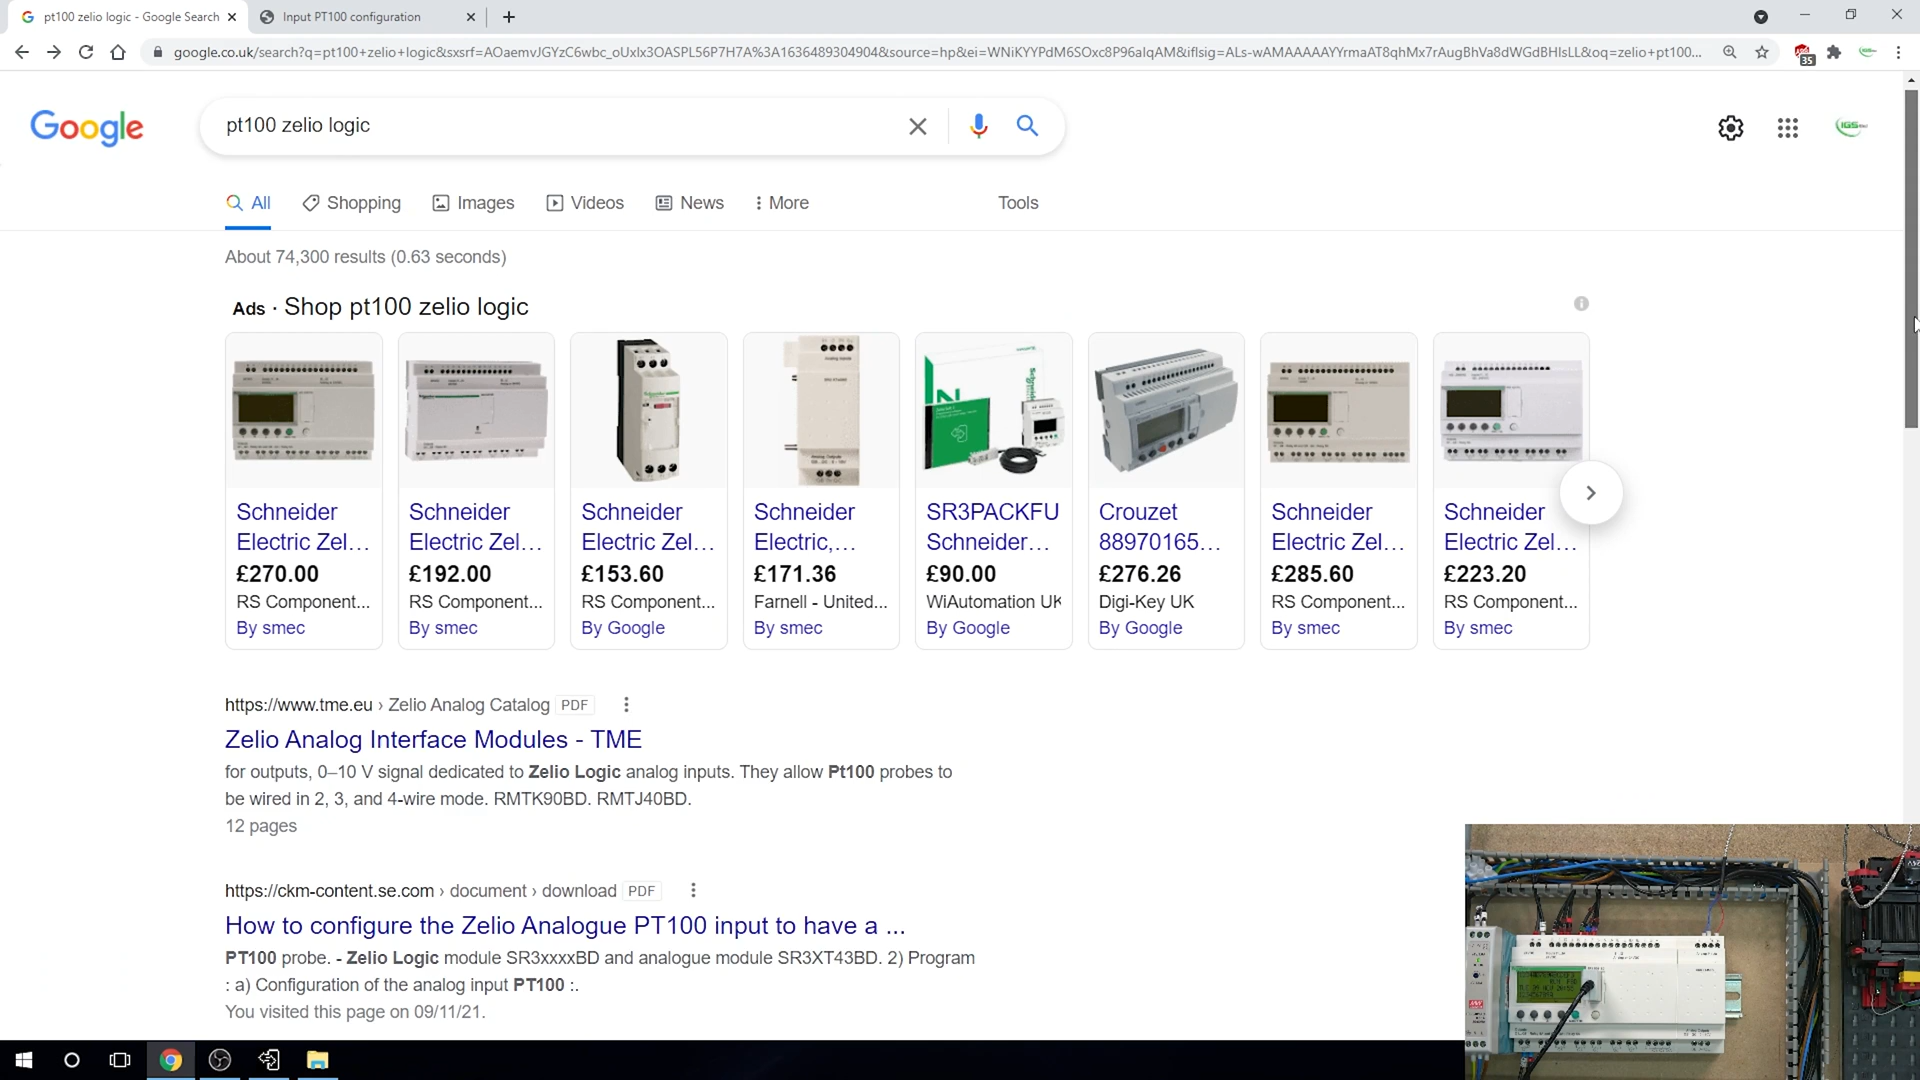 pt100 zelio logic - Google Search
Input PT100 configuration
google.co.uk/search?q=pt100+zelio+logic&sxsrf=AOaemvJGYzC6wbc_oUxlx3OASPL56P7H7A%3A1636489304904&source=hp&ei=WNiKYYPdM6SOxc8P96alqAM&iflsig=ALs-wAMAAAAAYYrmaAT8qhMx7rAugBhVa8dWGdBHlsLL&oq=zelio+pt100...
35
Google
pt100 zelio logic
IGS
All
Shopping
Images
Videos
News
More
Tools
About 74,300 results (0.63 seconds)
Ads · Shop pt100 zelio logic
Schneider Electric Zel...
£270.00
RS Component...
By smec
Schneider Electric Zel...
£192.00
RS Component...
By smec
Schneider Electric Zel...
£153.60
RS Component...
By Google
Schneider Electric,...
£171.36
Farnell - United...
By smec
SR3PACKFU Schneider...
£90.00
WiAutomation UK
By Google
Crouzet 88970165...
£276.26
Digi-Key UK
By Google
Schneider Electric Zel...
£285.60
RS Component...
By smec
Schneider Electric Zel...
£223.20
RS Component...
By smec
https://www.tme.eu › Zelio Analog Catalog PDF
Zelio Analog Interface Modules - TME
for outputs, 0–10 V signal dedicated to Zelio Logic analog inputs. They allow Pt100 probes to
be wired in 2, 3, and 4-wire mode. RMTK90BD. RMTJ40BD.
12 pages
https://ckm-content.se.com › document › download PDF
How to configure the Zelio Analogue PT100 input to have a ...
PT100 probe. - Zelio Logic module SR3xxxxBD and analogue module SR3XT43BD. 2) Program
: a) Configuration of the analog input PT100 :.
You visited this page on 09/11/21.